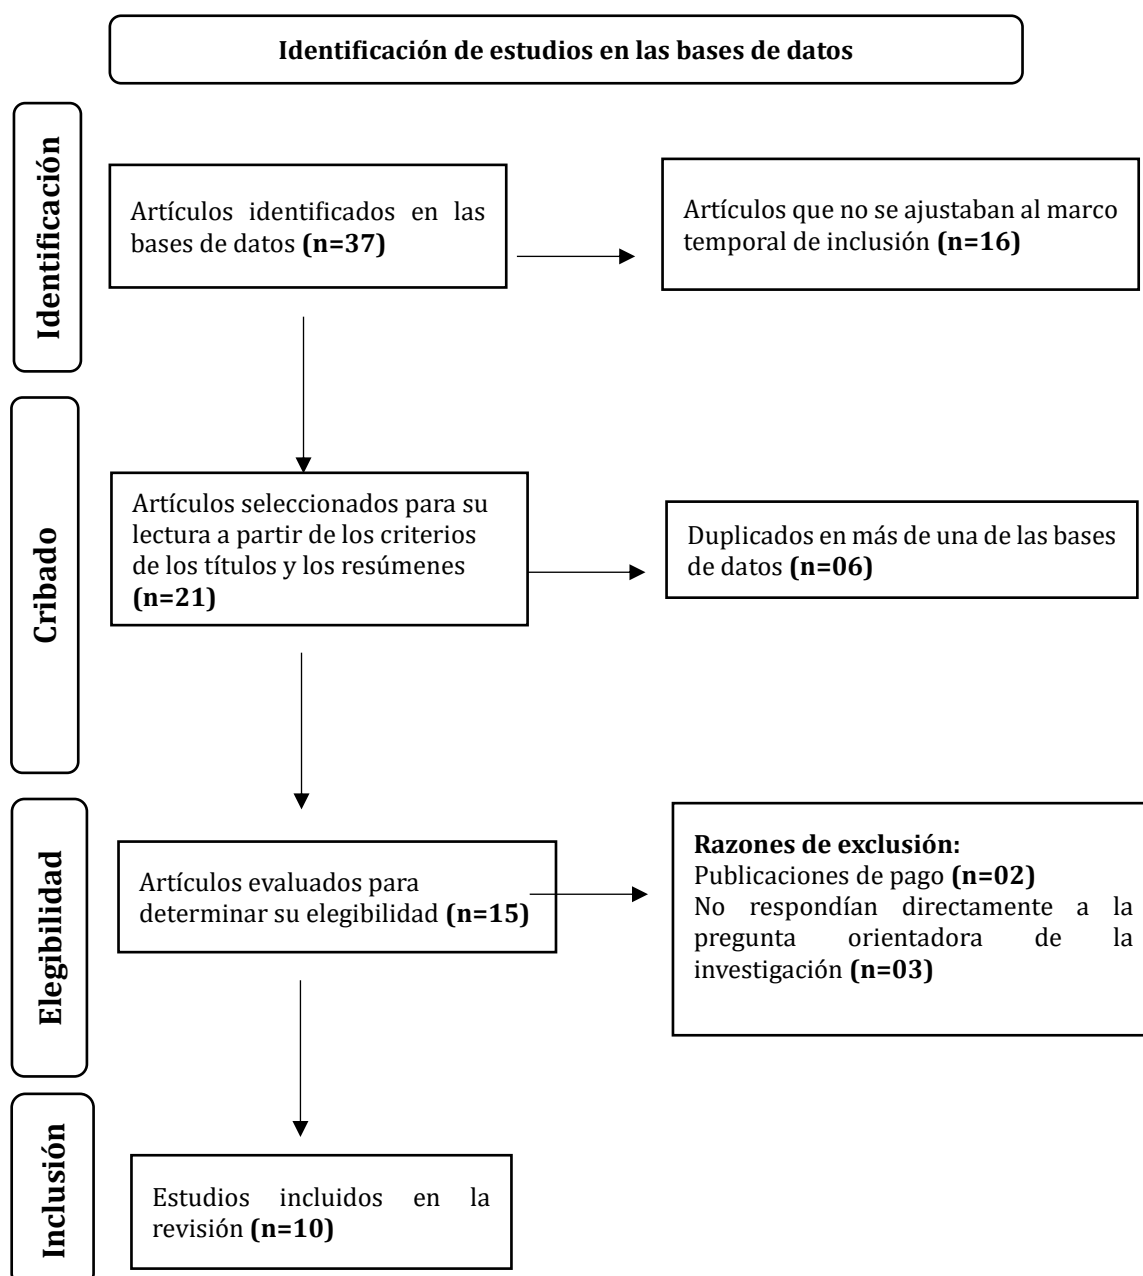 Identificación de estudios en las bases de datos
Identificación
Artículos identificados en las
bases de datos (n=37)
Artículos que no se ajustaban al marco
temporal de inclusión (n=16)
Cribado
Artículos seleccionados para su
lectura a partir de los criterios
de los títulos y los resúmenes
(n=21)
Duplicados en más de una de las bases
de datos (n=06)
Elegibilidad
Artículos evaluados para
determinar su elegibilidad (n=15)
Razones de exclusión:
Publicaciones de pago (n=02)
No respondían directamente a la
pregunta orientadora de la
investigación (n=03)
Inclusión
Estudios incluidos en la
revisión (n=10)